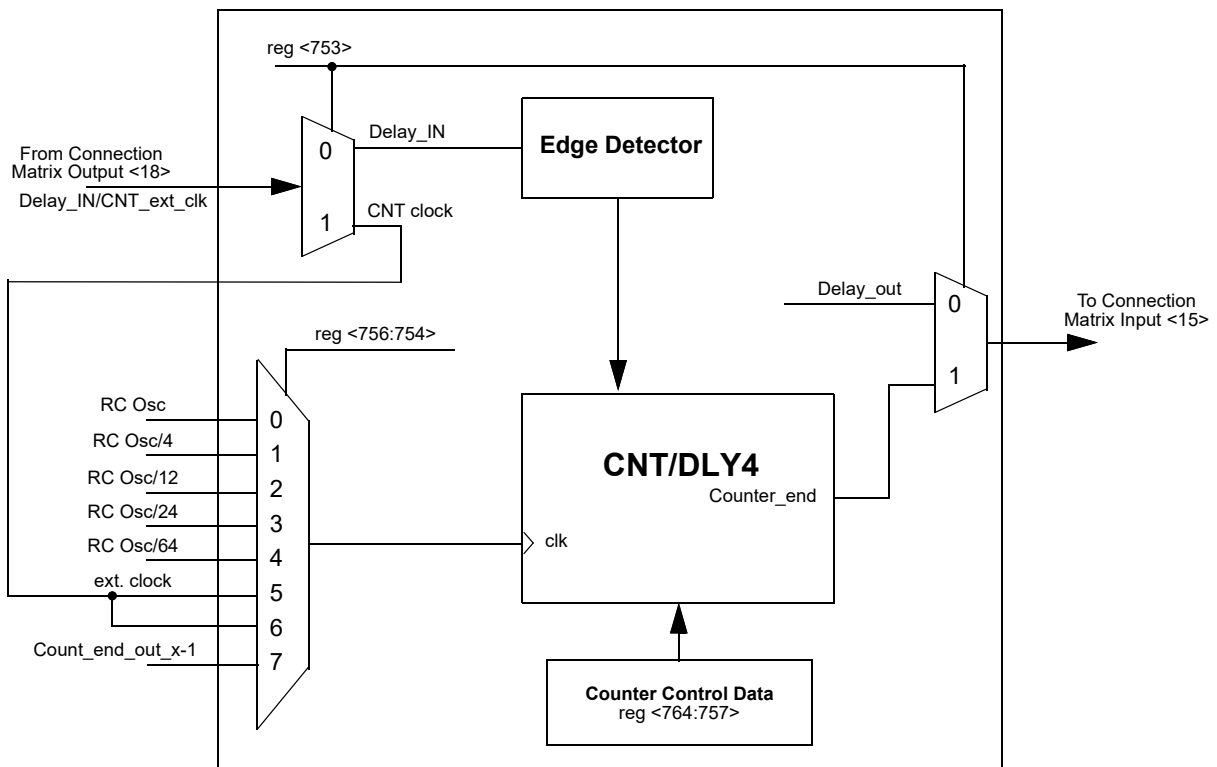 reg <753>
0
Delay_IN
Edge Detector
From Connection
Matrix Output <18>
Delay_IN/CNT_ext_clk
1
CNT clock
Delay_out
0
To Connection
Matrix Input <15>
1
reg <756:754>
RC Osc
0
RC Osc/4
1
RC Osc/12
2
RC Osc/24
3
RC Osc/64
4
ext. clock
5
6
Count_end_out_x-1
7
CNT/DLY4
Counter_end
clk
Counter Control Data
reg <764:757>